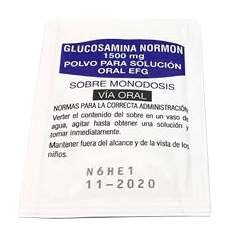 GLUCOSAMINA NORMON
1500 mg
POLVO PARA SOLUCIÓN
ORAL EFG
SOBRE MONODOSIS
VÍA ORAL
NORMAS PARA LA CORRECTA ADMINISTRACIÓN
Verter el contenido del sobre en un vaso de
agua, agitar hasta obtener una solución y
tomar inmediatamente.
Mantener fuera del alcance y de la vista de los
niños.
N6HE1
11-2020